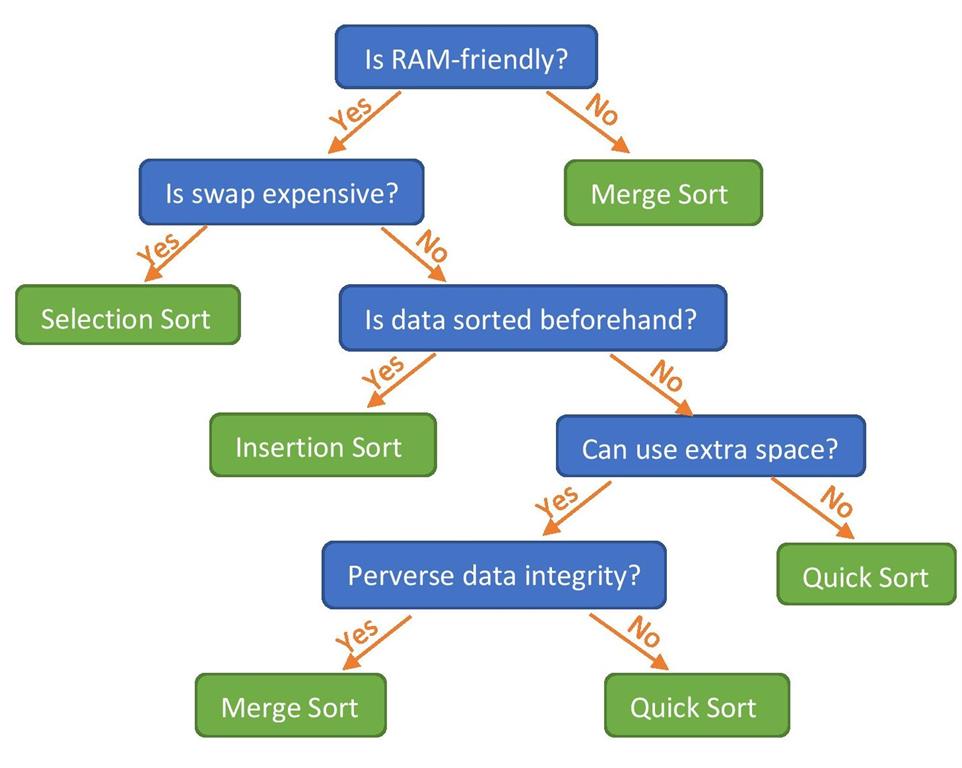 Is RAM-friendly?
Yes
No
Is swap expensive?
Merge Sort
Yes
No
Selection Sort
Is data sorted beforehand?
Yes
No
Insertion Sort
Can use extra space?
Yes
No
Perverse data integrity?
Quick Sort
Yes
No
Merge Sort
Quick Sort